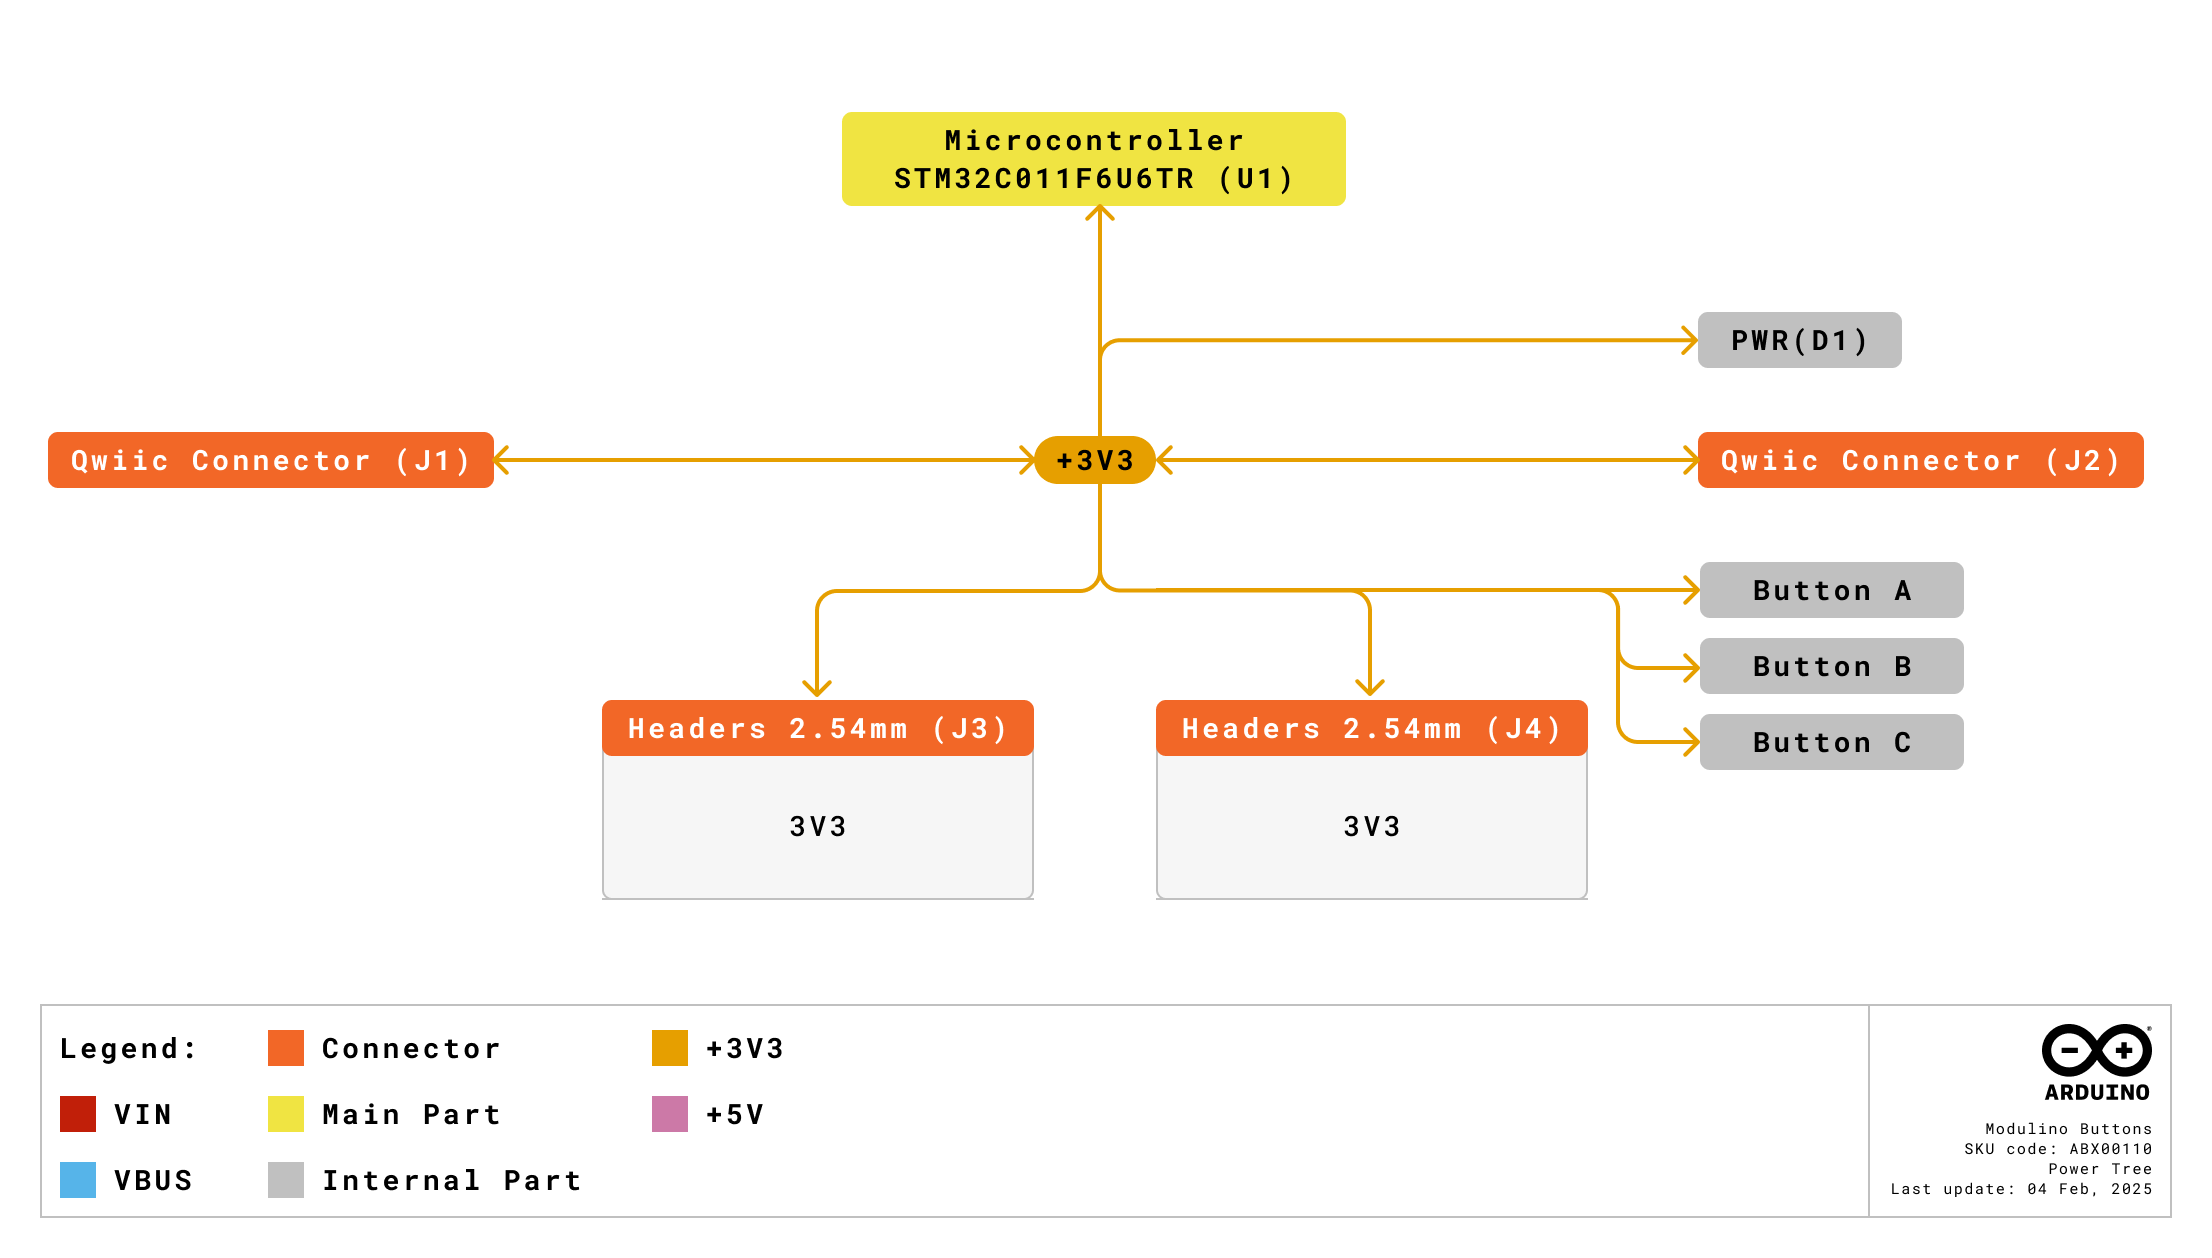 Microcontroller
STM32C011F6U6TR (U1)
PWR(D1)
Qwiic Connector (J1)
+3V3
Qwiic Connector (J2)
Button A
Button B
Button C
Headers 2.54mm (J3)
3V3
Headers 2.54mm (J4)
3V3
Legend:
VIN
VBUS
Connector
Main Part
Internal Part
+3V3
+5V
ARDUINO
Modulino Buttons
SKU code: ABX00110
Power Tree
Last update: 04 Feb, 2025